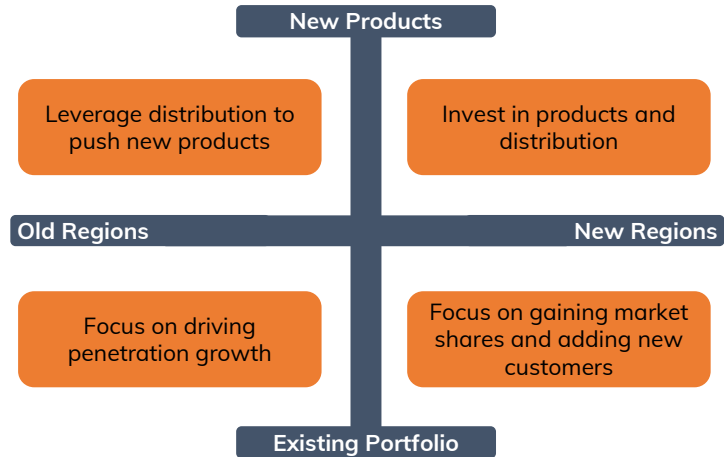 New Products
Leverage distribution to
push new products
Invest in products and
distribution
Old Regions
New Regions
Focus on driving
penetration growth
Focus on gaining market
shares and adding new
customers
Existing Portfolio